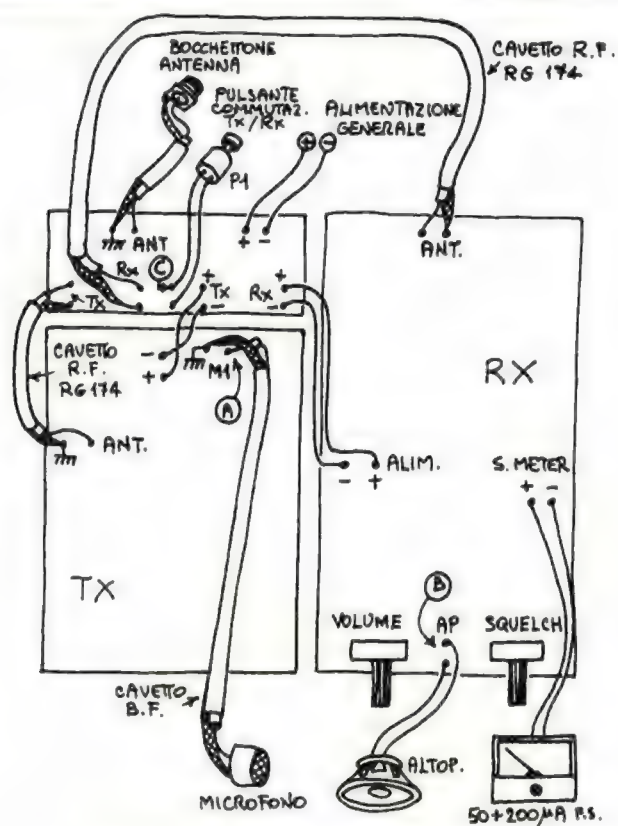 BOCCHETTONE
ANTENNA
CAVETTO R.F.
RG 174
PULSANTE
COMMUTAZ.
Tx/Rx
P1
ALIMENTAZIONE
GENERALE
+ -
ANT
+ -
ANT.
Rx
C
+
Tx
-
Rx
+
-
Tx
CAVETTO
R.F.
RG 174
-
+
M1
A
RX
ANT.
ALIM.
- +
S. METER
+ -
TX
B
VOLUME
AP
SQUELCH
CAVETTO
B.F.
MICROFONO
ALTOP.
50÷200µA F.S.